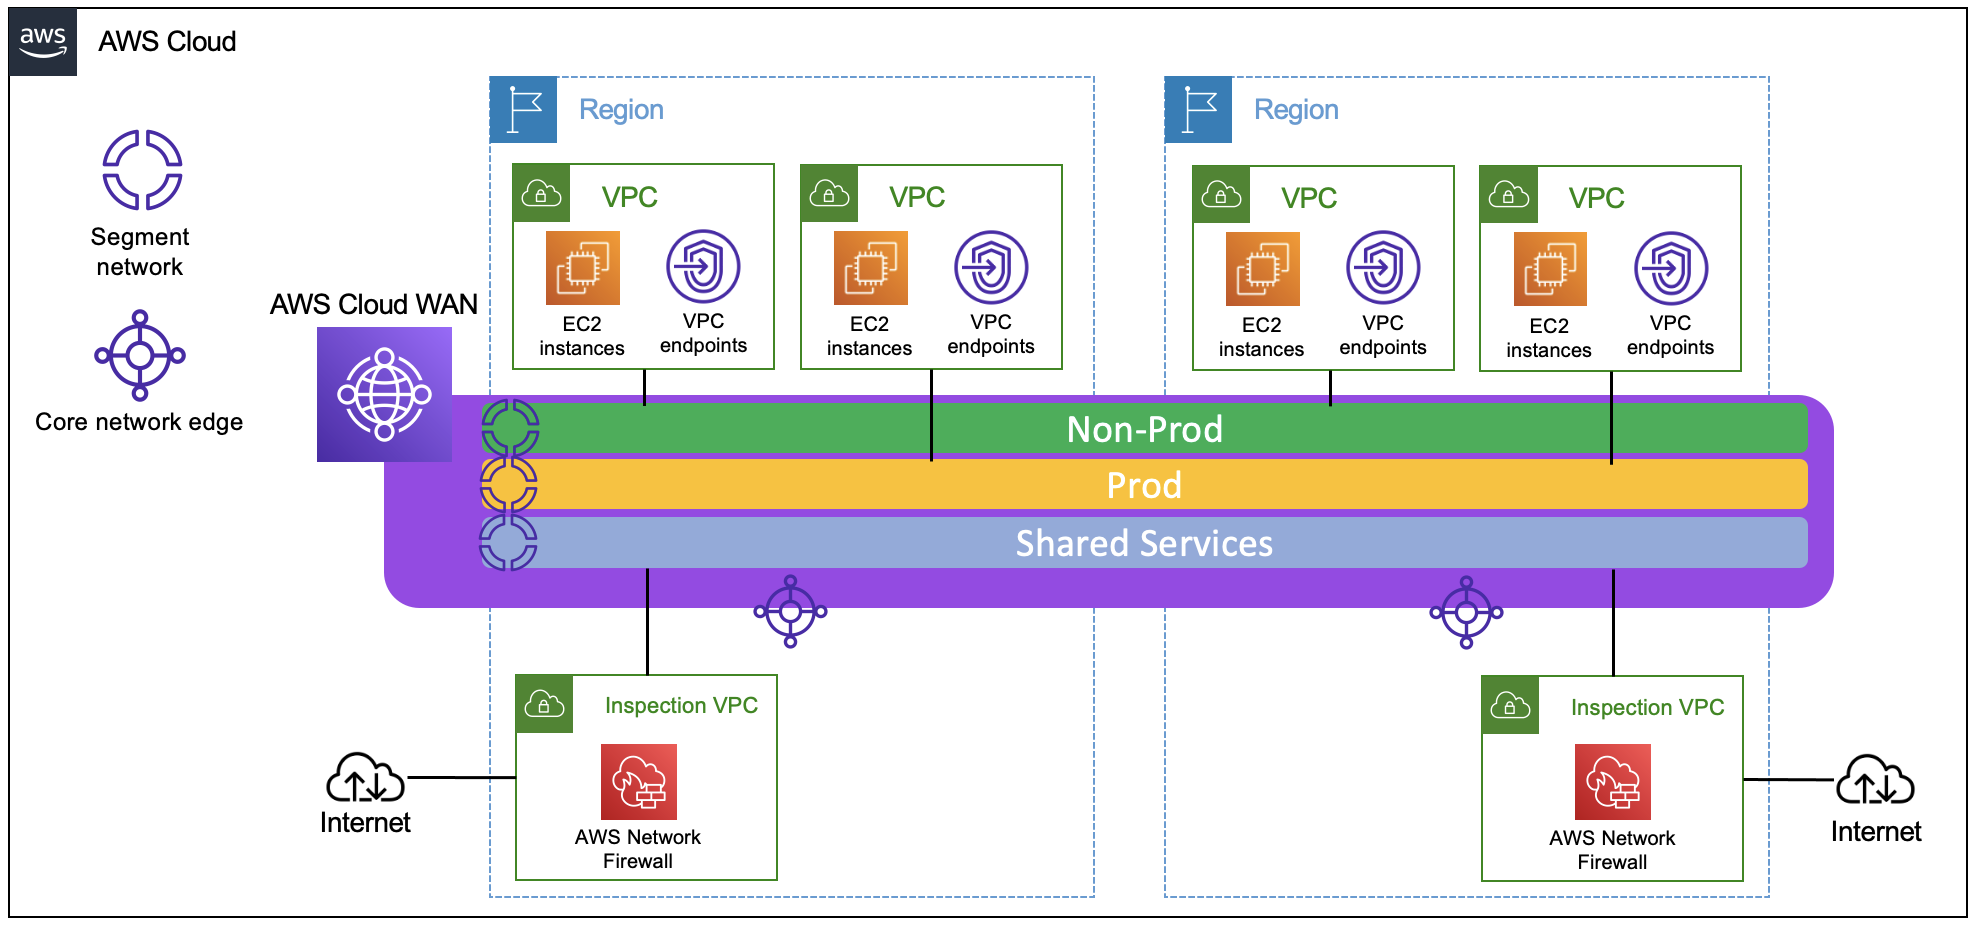 aws
AWS Cloud
Segment
network
Core network edge
AWS Cloud WAN
Region
VPC
EC2
instances
VPC
endpoints
VPC
EC2
instances
VPC
endpoints
Region
VPC
EC2
instances
VPC
endpoints
VPC
EC2
instances
VPC
endpoints
Non-Prod
Prod
Shared Services
Inspection VPC
AWS Network
Firewall
Internet
Inspection VPC
AWS Network
Firewall
Internet